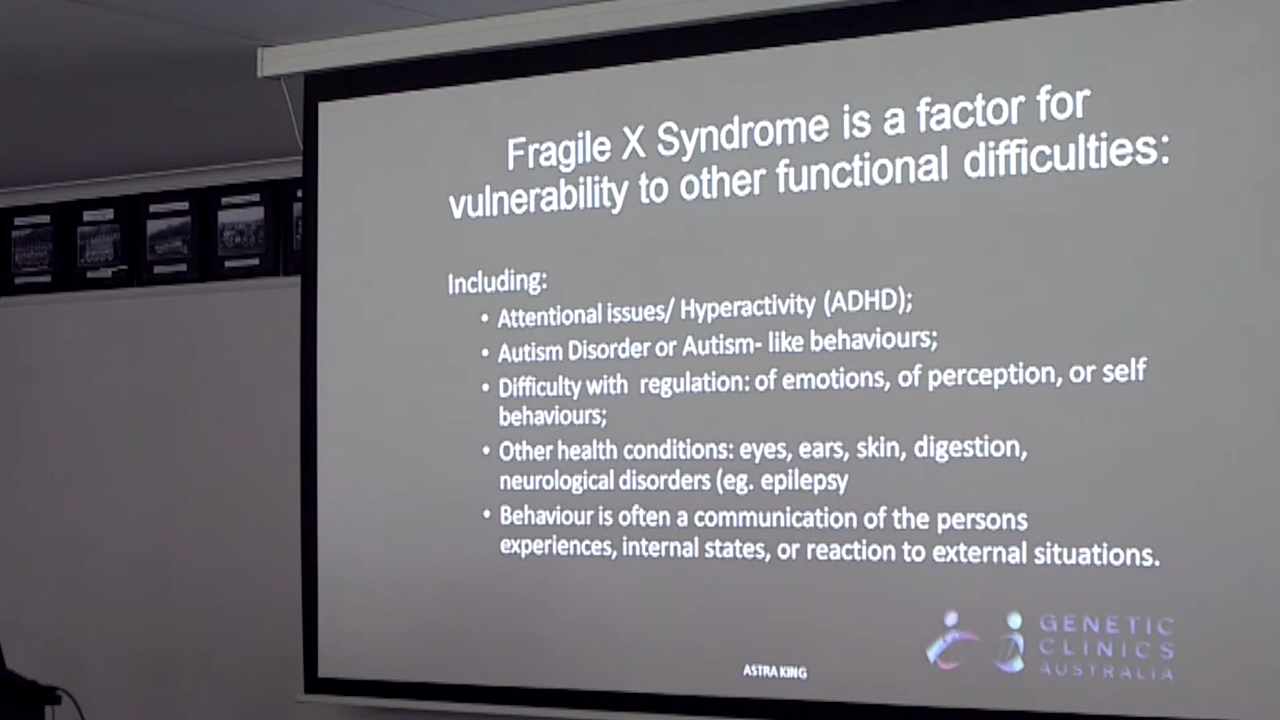 Fragile X Syndrome is a factor for
vulnerability to other functional difficulties:
Including:
• Attentional issues/ Hyperactivity (ADHD);
• Autism Disorder or Autism- like behaviours;
• Difficulty with  regulation: of emotions, of perception, or self
behaviours;
• Other health conditions: eyes, ears, skin, digestion,
neurological disorders (eg. epilepsy
• Behaviour is often a communication of the persons
experiences, internal states, or reaction to external situations.
ASTRA KING
GENETIC
CLINICS
AUSTRALIA